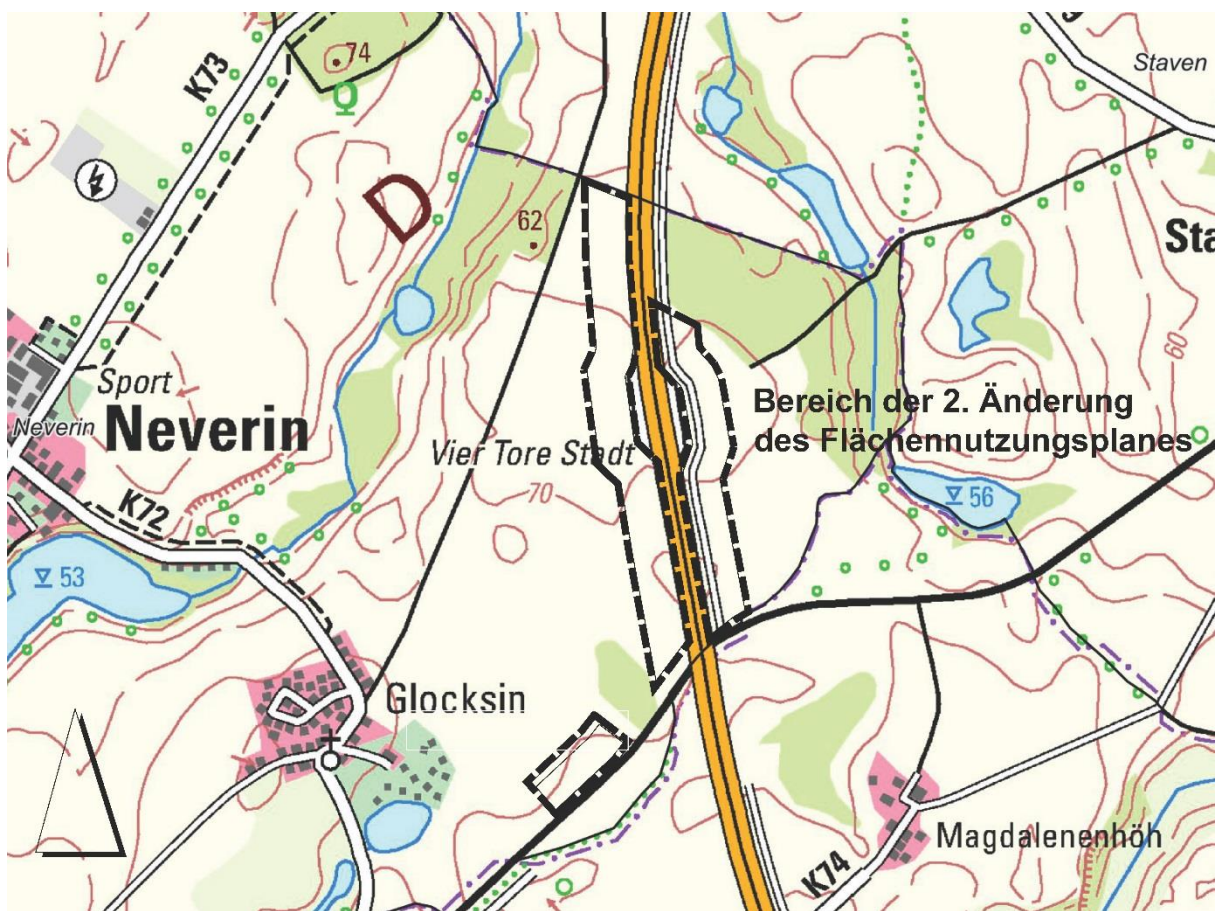 K73
74
Staven
D
62
Sta
60
Sport
Neverin
Neverin
Bereich der 2. Änderung
des Flächennutzungsplanes
Vier Tore Stadt
70
56
K72
53
Glocksin
Magdalenenhöh
K74